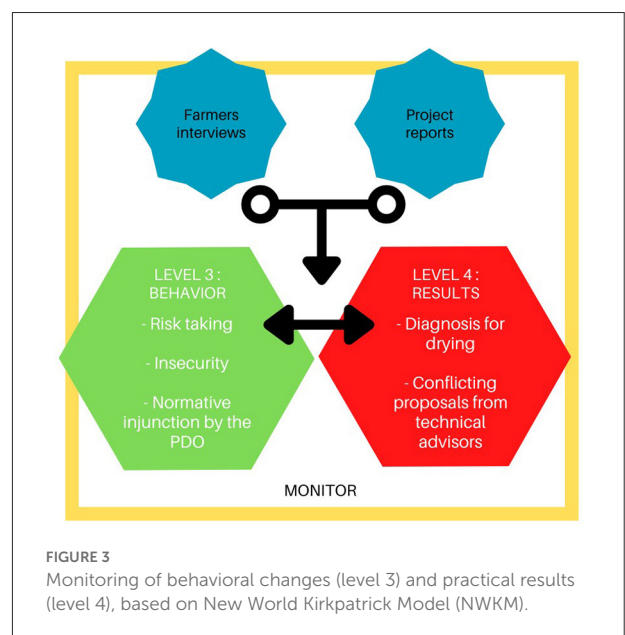 Farmers
interviews
Project
reports
LEVEL 3 :
BEHAVIOR
- Risk taking
- Insecurity
- Normative
injunction by the
PDO
LEVEL 4 :
RESULTS
- Diagnosis for
drying
- Conflicting
proposals from
technical
advisors
MONITOR
FIGURE 3
Monitoring of behavioral changes (level 3) and practical results
(level 4), based on New World Kirkpatrick Model (NWKM).